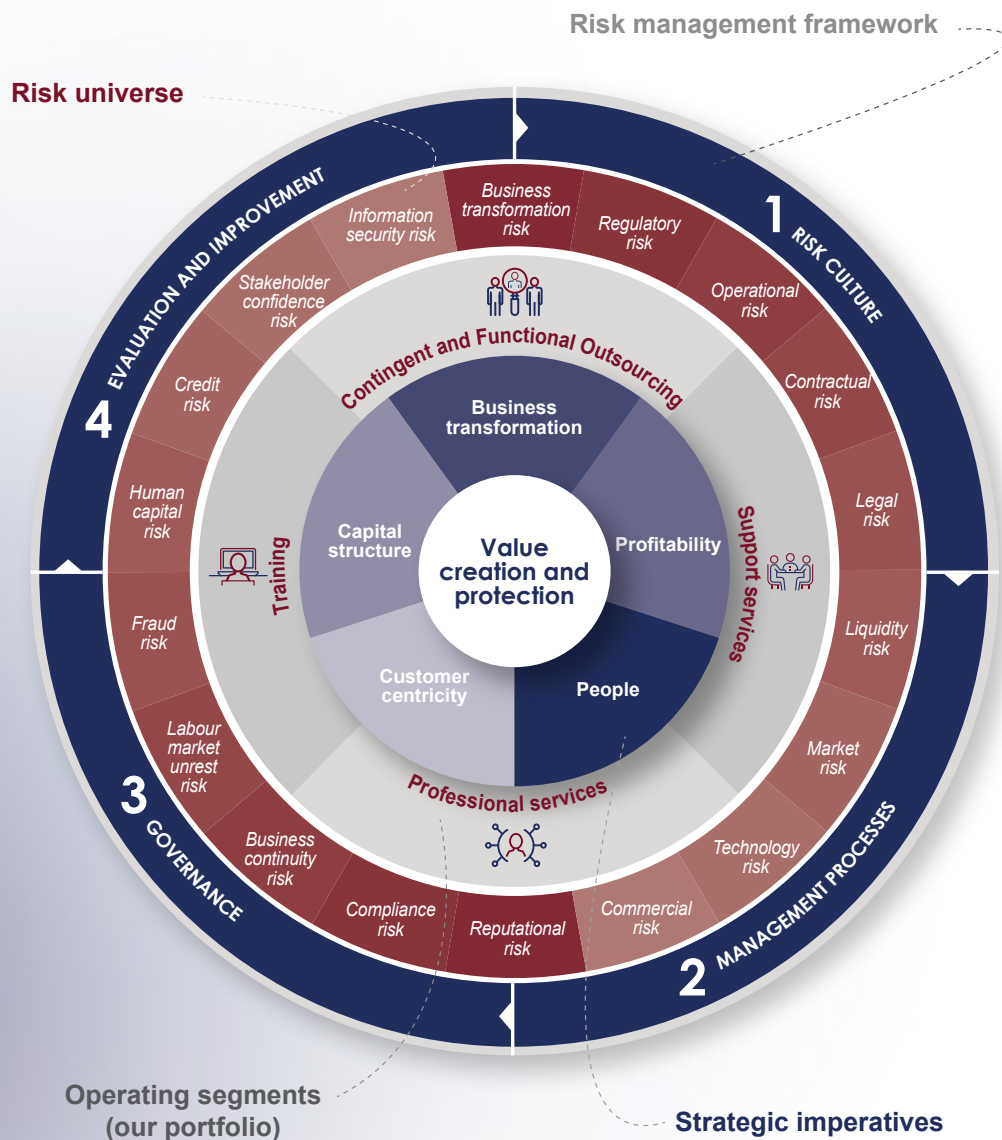 Risk management framework
Risk universe
1 RISK CULTURE
2 MANAGEMENT PROCESSES
3 GOVERNANCE
4 EVALUATION AND IMPROVEMENT
Business
transformation
risk
Regulatory
risk
Operational
risk
Contractual
risk
Legal
risk
Liquidity
risk
Market
risk
Technology
risk
Commercial
risk
Reputational
risk
Compliance
risk
Business
continuity
risk
Labour
market
unrest
risk
Fraud
risk
Human
capital
risk
Credit
risk
Stakeholder
confidence
risk
Information
security risk
Contingent and Functional Outsourcing
Support services
Professional services
Training
Business
transformation
Profitability
People
Customer
centricity
Capital
structure
Value
creation and
protection
Operating segments
(our portfolio)
Strategic imperatives